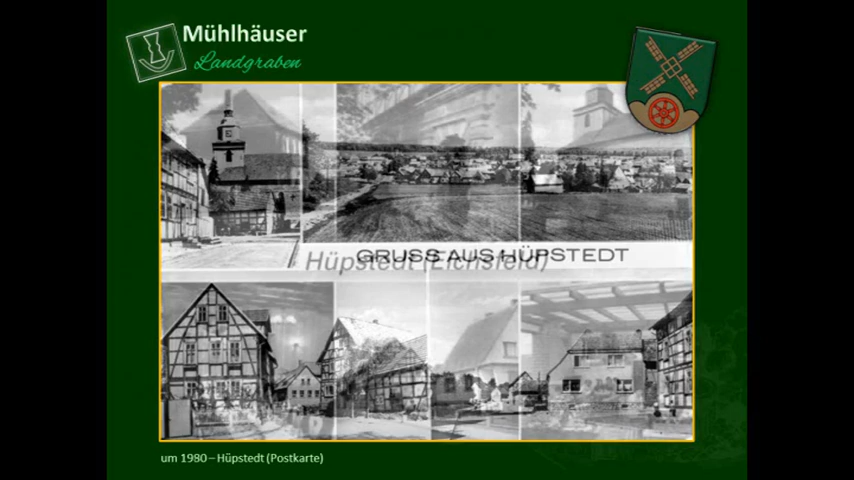 Mühlhäuser
Landgraben
GRUSS AUS HÜPSTEDT
Hüpstedt (Eichsfeld)
um 1980 – Hüpstedt (Postkarte)